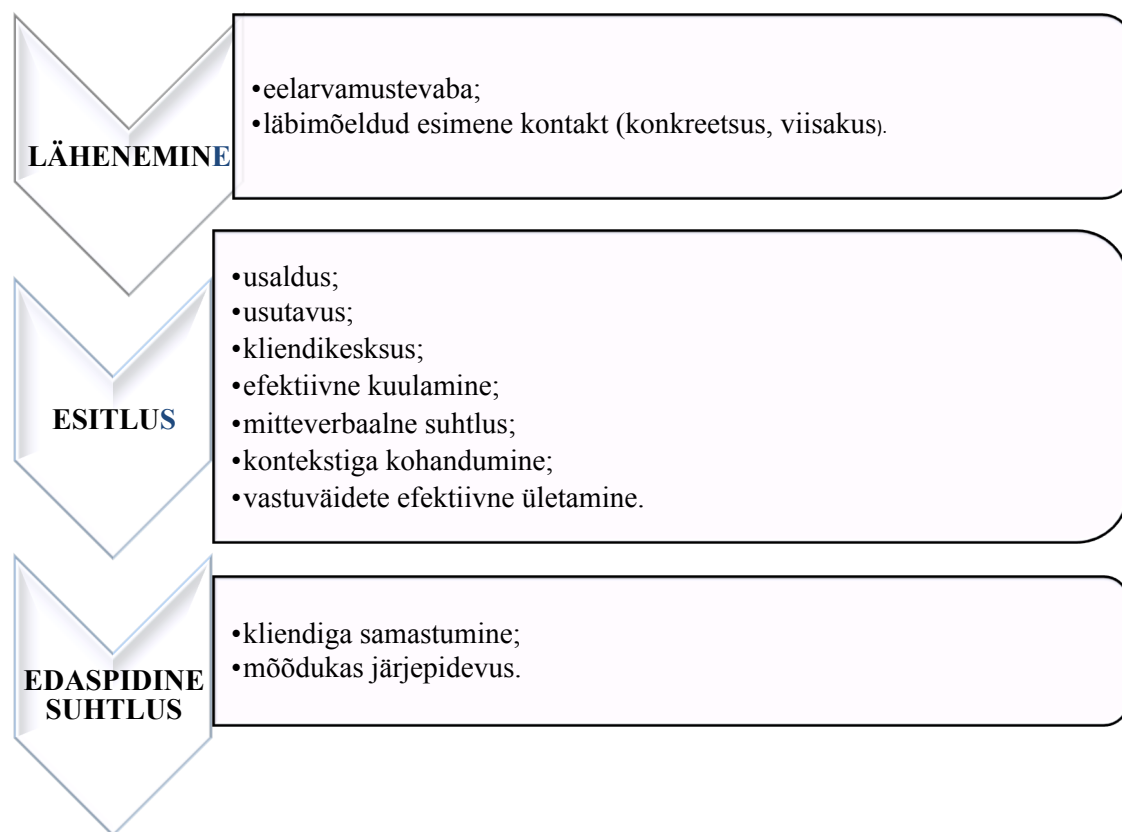 LÄHENEMINE
•eelarvamustevaba;
•läbimõeldud esimene kontakt (konkreetsus, viisakus).
ESITLUS
•usaldus;
•usutavus;
•kliendikesksus;
•efektiivne kuulamine;
•mitteverbaalne suhtlus;
•kontekstiga kohandumine;
•vastuväidete efektiivne ületamine.
EDASPIDINE
SUHTLUS
•kliendiga samastumine;
•mõõdukas järjepidevus.